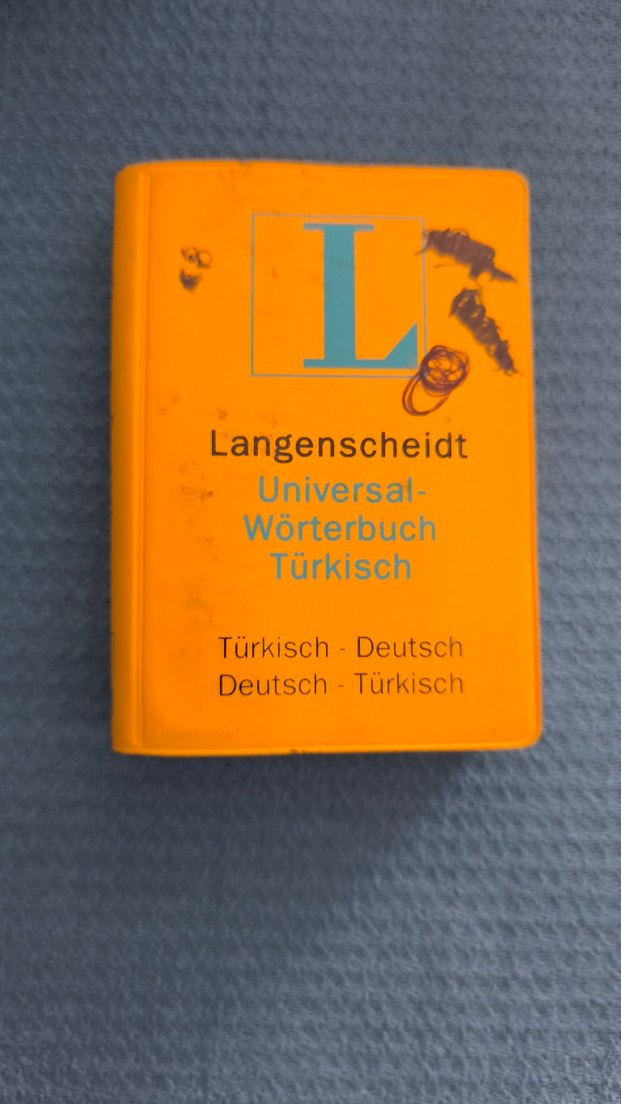 L
Langenscheidt
Universal-
Wörterbuch
Türkisch
Türkisch - Deutsch
Deutsch - Türkisch